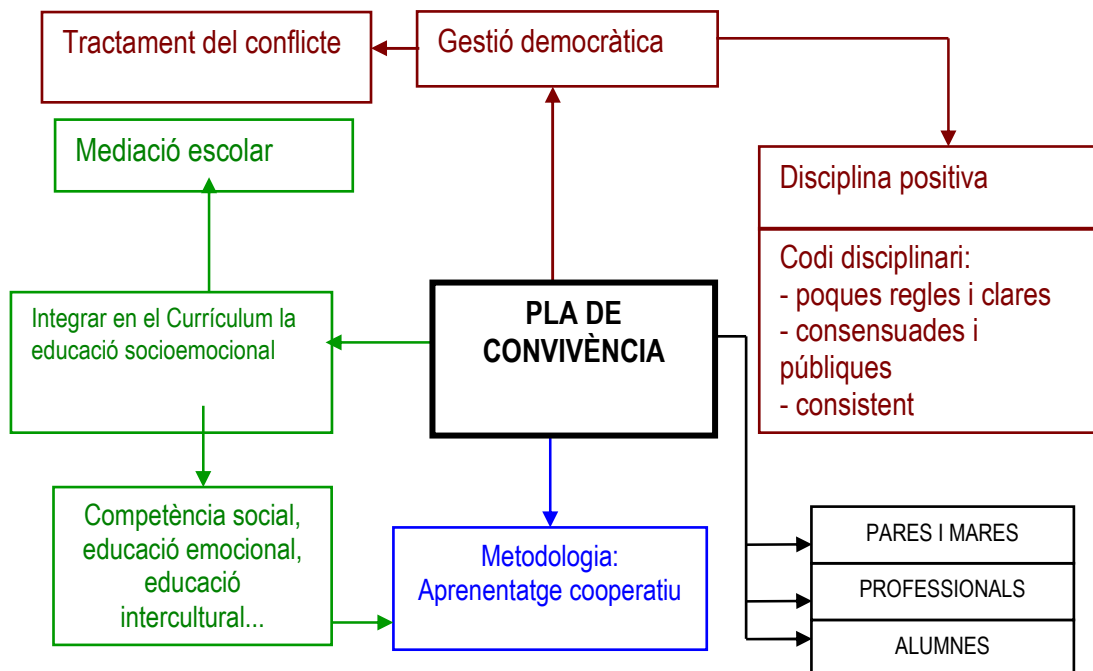 Tractament del conflicte
Gestió democràtica
Mediació escolar
Disciplina positiva
Codi disciplinari:
- poques regles i clares
- consensuades i
públiques
- consistent
PLA DE
CONVIVÈNCIA
Integrar en el Currículum la
educació socioemocional
Competència social,
educació emocional,
educació
intercultural...
Metodologia:
Aprenentatge cooperatiu
PARES I MARES
PROFESSIONALS
ALUMNES